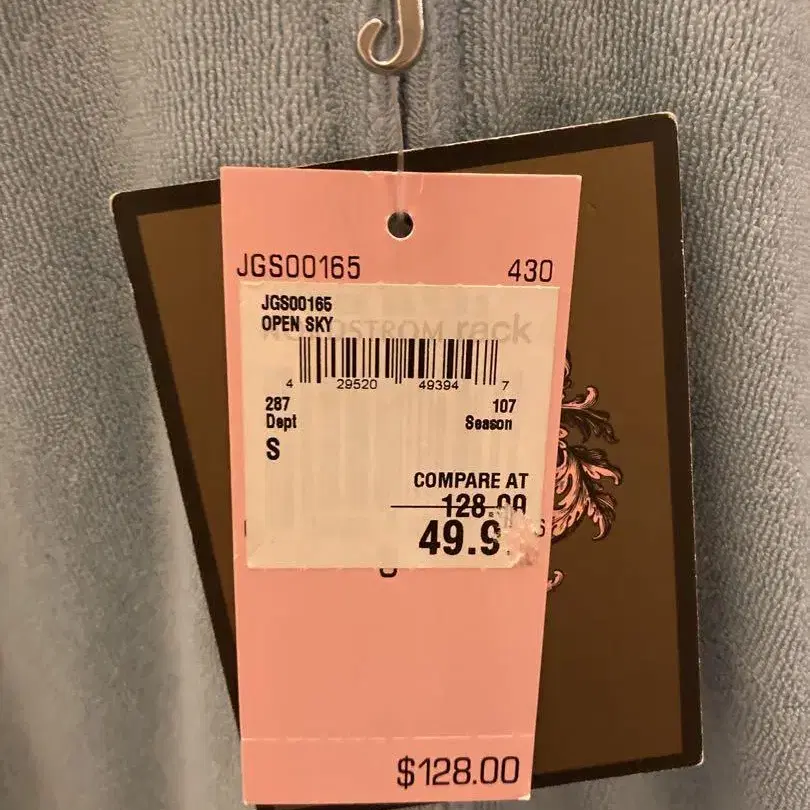 JGS00165 430
JGS00165
OPEN SKY
NORDSTROM rack
4 29520 49394 7
287 107
Dept Season
S
COMPARE AT
128.00
49.9
$128.00